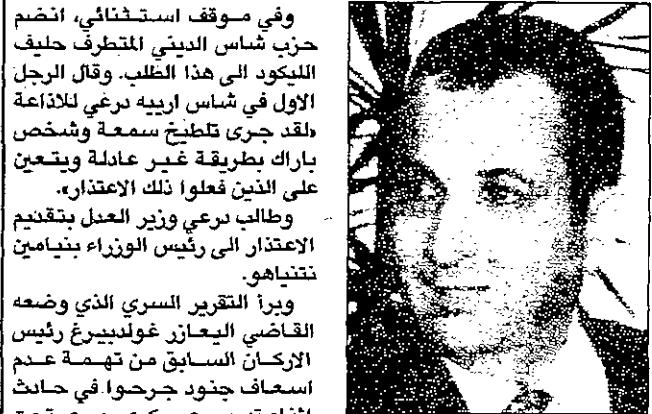 وفي موقف استثنائي، انضم
حزب شاس الديني المتطرف حليف
الليكود الى هذا الطلب. وقال الرجل
الاول في شاس ارييه درعي للاذاعة
«لقد جرى تلطيخ سمعة وشخص
باراك بطريقة غير عادلة ويتعين
على الذين فعلوا ذلك الاعتذار».
وطالب درعي وزير العدل بتقديم
الاعتذار الى رئيس الوزراء بنيامين
نتنياهو.
وبرأ التقرير السري الذي وضعه
القاضي اليعازر غولدبيرغ رئيس
الاركان السابق من تهمة عدم
اسعاف جنود جرحوا في حادث